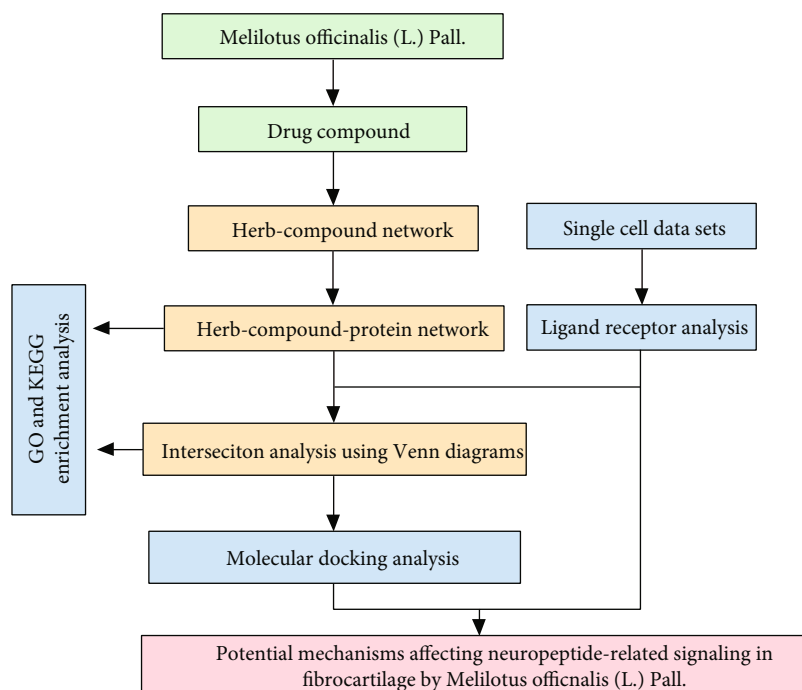 Melilotus officinalis (L.) Pall.
Drug compound
Herb-compound network
Single cell data sets
Herb-compound-protein network
Ligand receptor analysis
GO and KEGG
enrichment analysis
Interseciton analysis using Venn diagrams
Molecular docking analysis
Potential mechanisms affecting neuropeptide-related signaling in
fibrocartilage by Melilotus officnalis (L.) Pall.